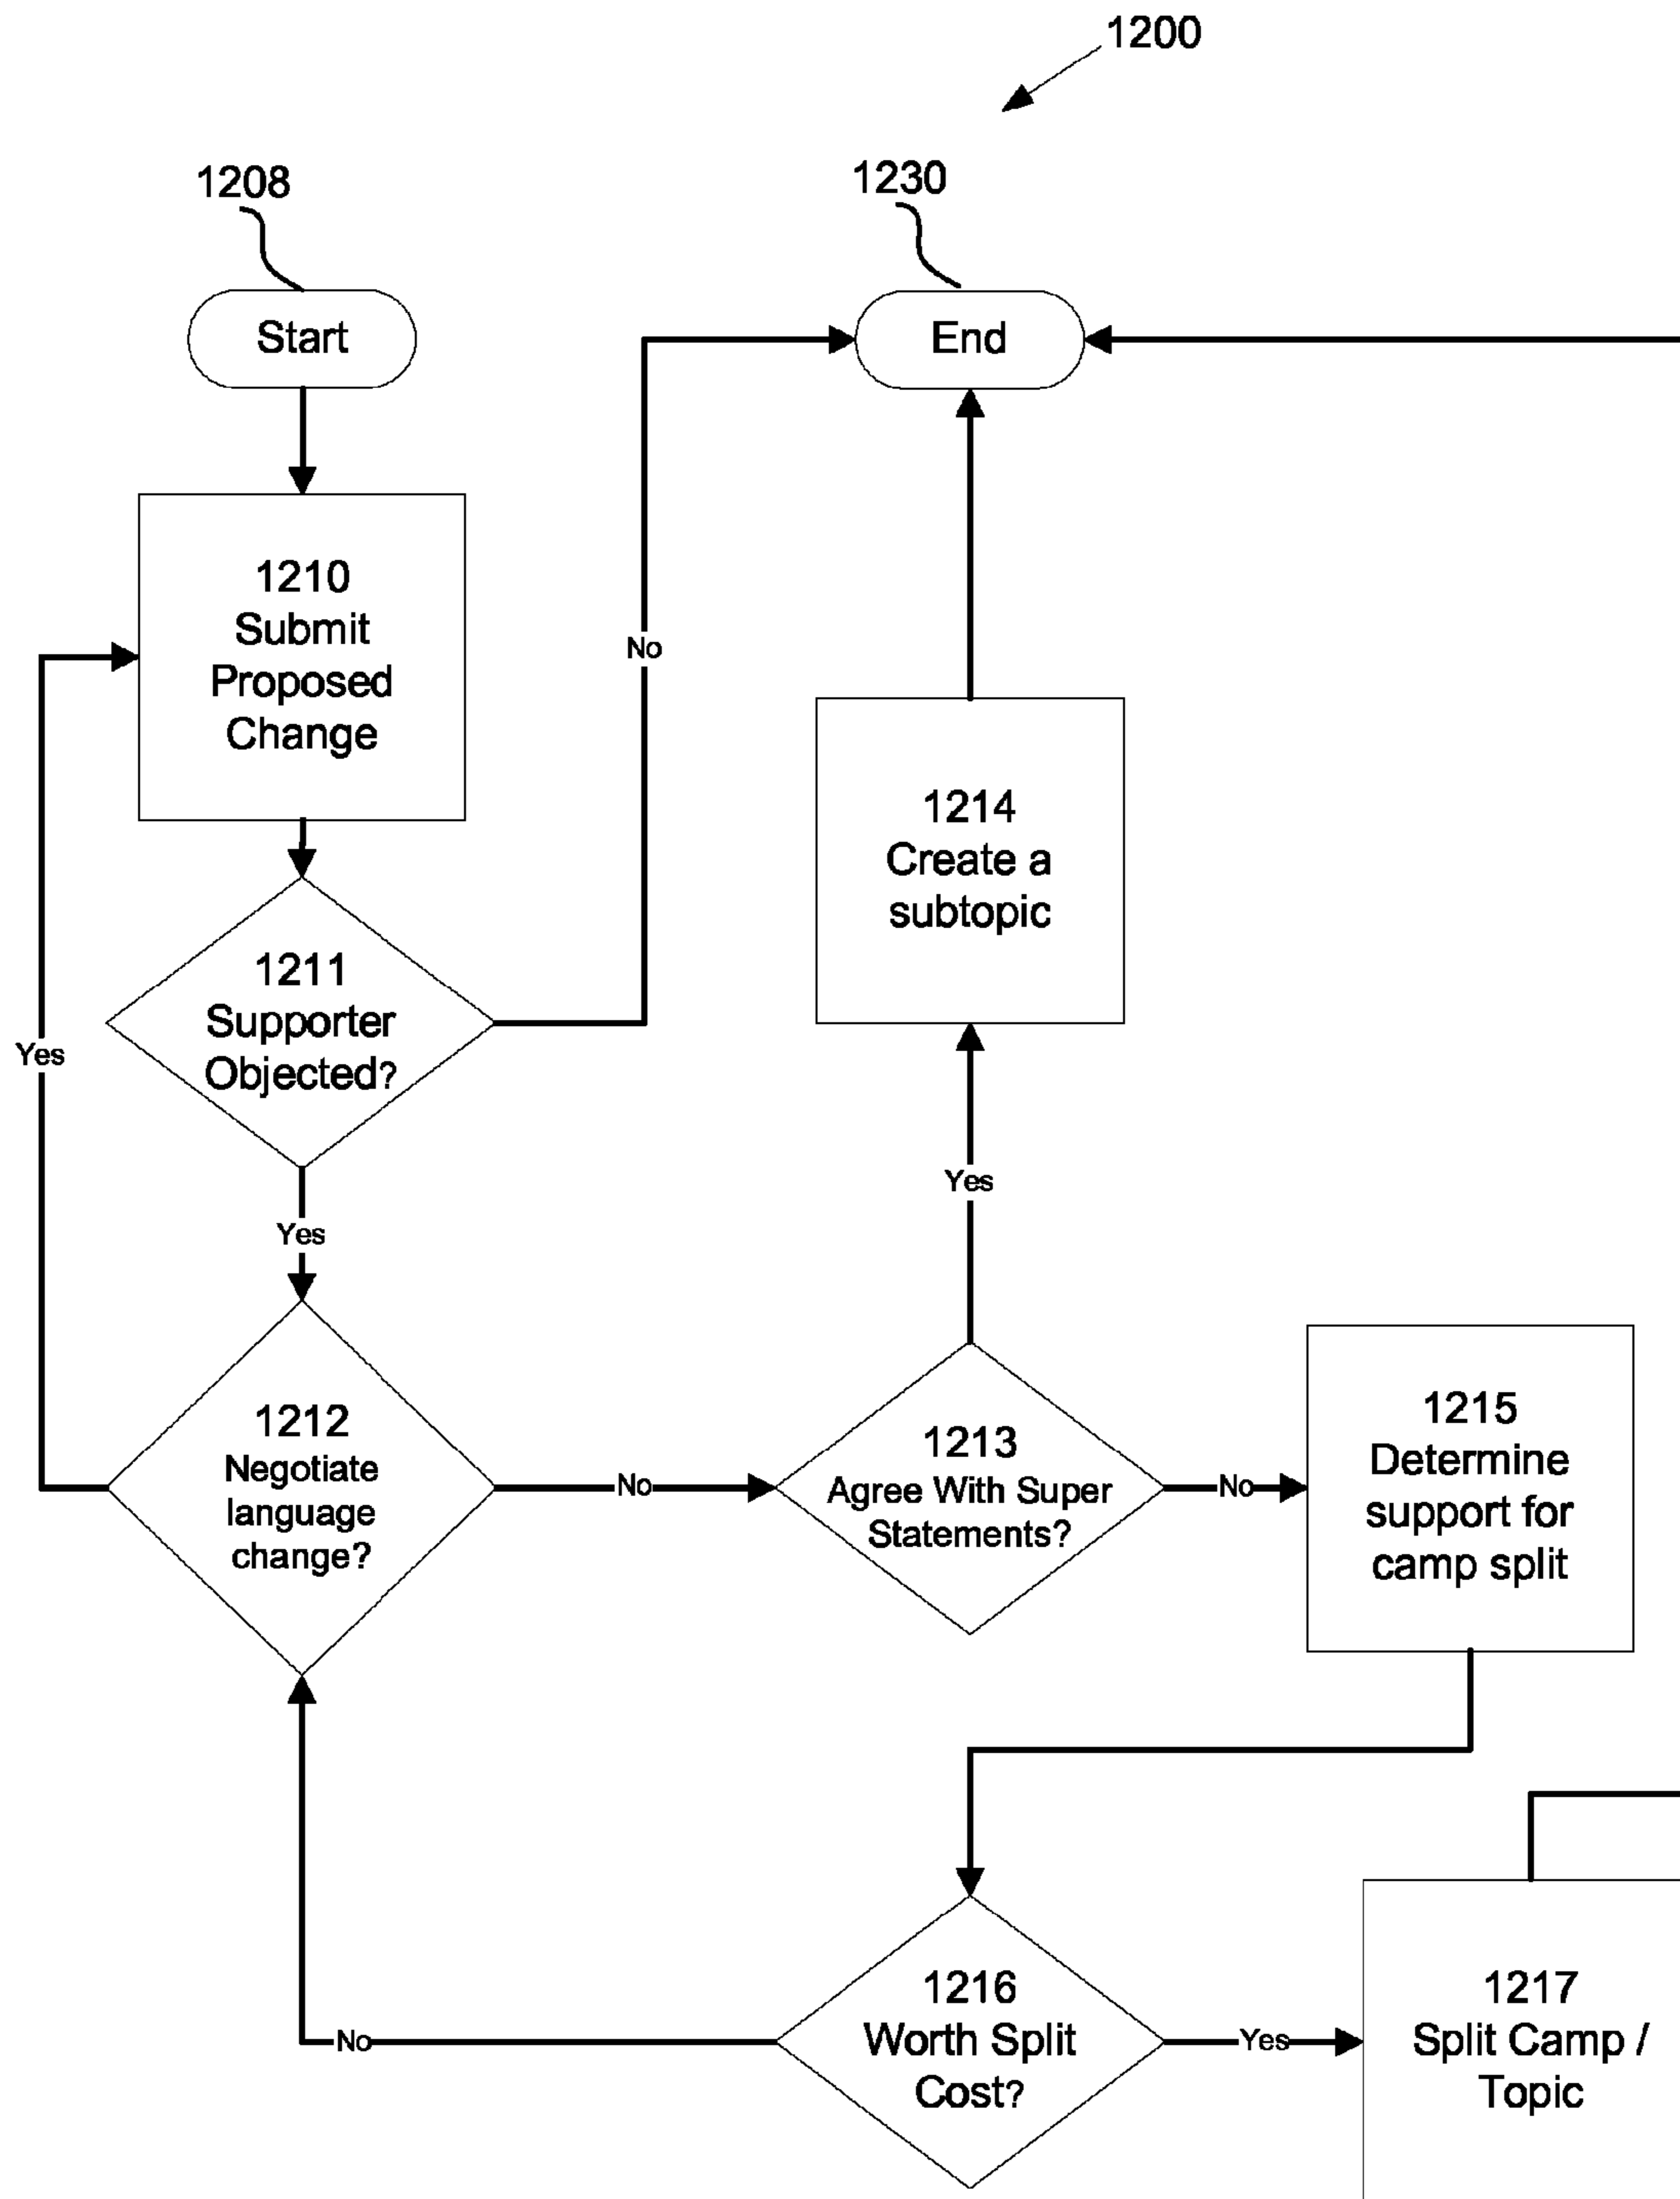 1200
1208
1230
Start
End
1210
Submit
Proposed
Change
No
1214
Create a
subtopic
1211
Supporter
Objected?
Yes
Yes
Yes
1212
Negotiate
language
change?
No
1213
Agree With Super
Statements?
No
1215
Determine
support for
camp split
1216
Worth Split
Cost?
No
Yes
1217
Split Camp /
Topic